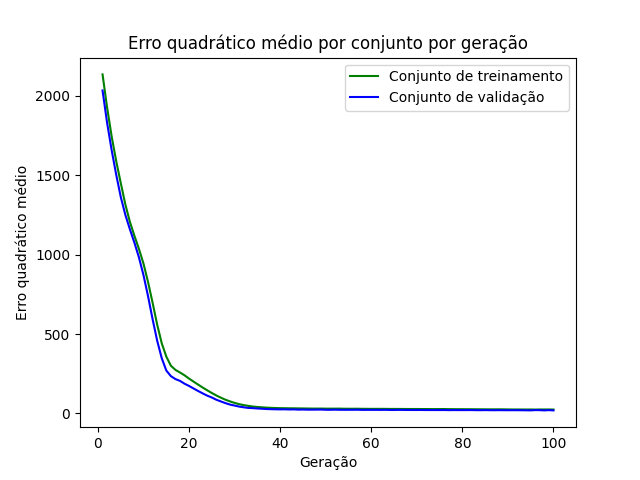 Erro quadrático médio por conjunto por geração
Conjunto de treinamento
Conjunto de validação
Erro quadrático médio
2000
1500
1000
500
0
0 20 40 60 80 100
Geração